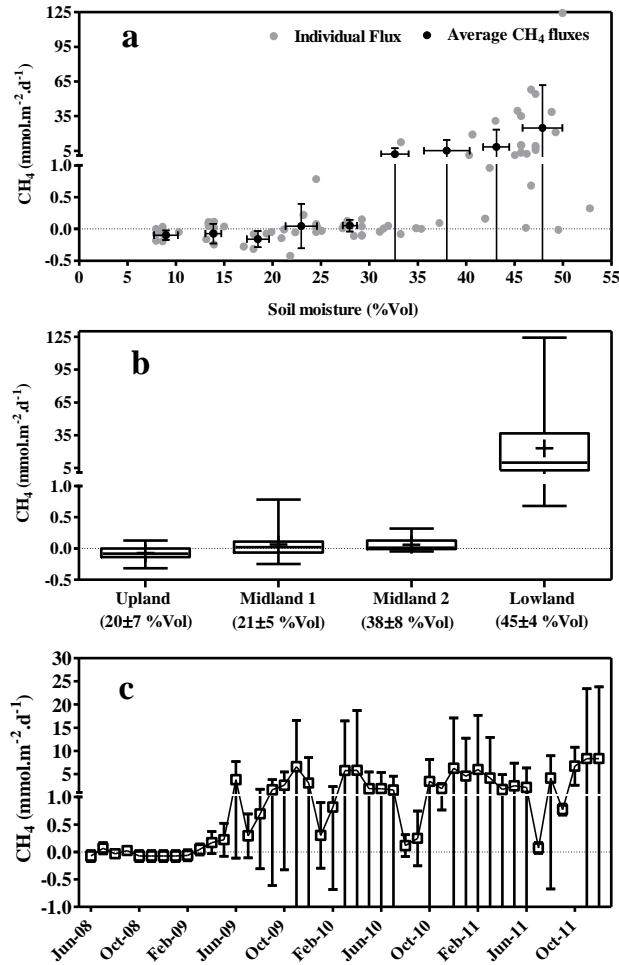 125
a
Individual Flux
Average CH4 fluxes
95
65
35
5
1.0
0.5
0.0
-0.5
CH4 (mmol.m-2.d-1)
0 5 10 15 20 25 30 35 40 45 50 55
Soil moisture (%Vol)
125
b
95
65
35
5
1.0
0.5
0.0
-0.5
CH4 (mmol.m-2.d-1)
Upland Midland 1 Midland 2 Lowland
(20±7 %Vol) (21±5 %Vol) (38±8 %Vol) (45±4 %Vol)
30
c
25
20
15
10
5
1.0
0.5
0.0
-0.5
-1.0
CH4 (mmol.m-2.d-1)
Jun-08 Oct-08 Feb-09 Jun-09 Oct-09 Feb-10 Jun-10 Oct-10 Feb-11 Jun-11 Oct-11